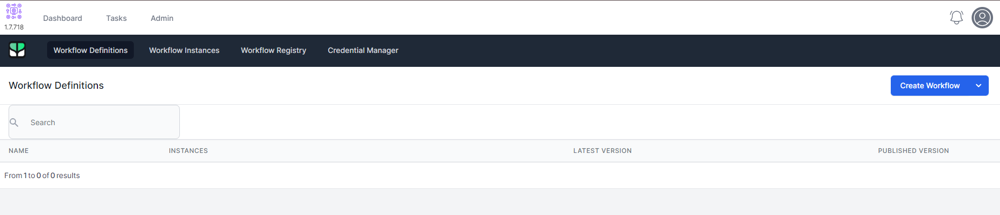 1.7.718
Dashboard Tasks Admin
Workflow Definitions Workflow Instances Workflow Registry Credential Manager
Workflow Definitions
Create Workflow
Search
NAME INSTANCES LATEST VERSION PUBLISHED VERSION
From 1 to 0 of 0 results